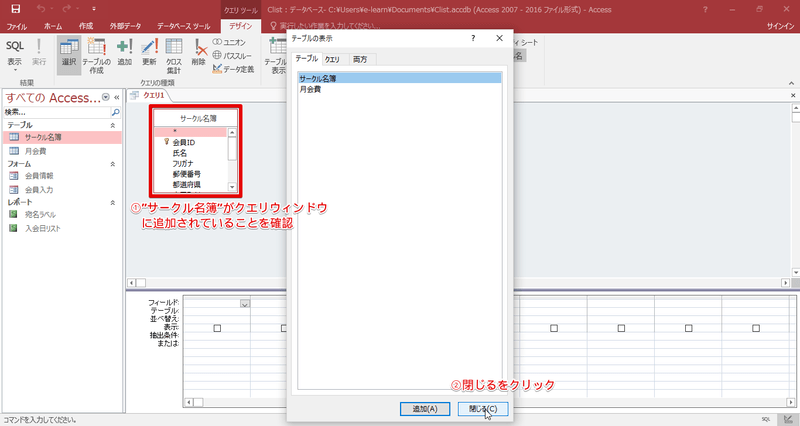 クエリ ツール
Clist : データベース- C:¥Users¥e-learn¥Documents¥Clist.accdb (Access 2007 - 2016 ファイル形式) - Access
ファイル
ホーム
作成
外部データ
データベース ツール
デザイン
実行したい作業を入力してください。
サインイン
SQL
表示
実行
結果
選択
テーブルの
作成
追加
更新
クロス
集計
削除
ユニオン
パススルー
データ定義
クエリの種類
テーブル
表示
シート
名
すべての Access...
検索...
テーブル
サークル名簿
月会費
フォーム
会員情報
会員入力
レポート
宛名ラベル
入会日リスト
クエリ1
サークル名簿
*
会員ID
氏名
フリガナ
郵便番号
都道府県
①"サークル名簿"がクエリウィンドウ
に追加されていることを確認
フィールド:
テーブル:
並べ替え:
表示:
抽出条件:
または:
テーブルの表示
?
テーブル
クエリ
両方
サークル名簿
月会費
②閉じるをクリック
追加(A)
閉じる(C)
コマンドを入力してください。
SQL